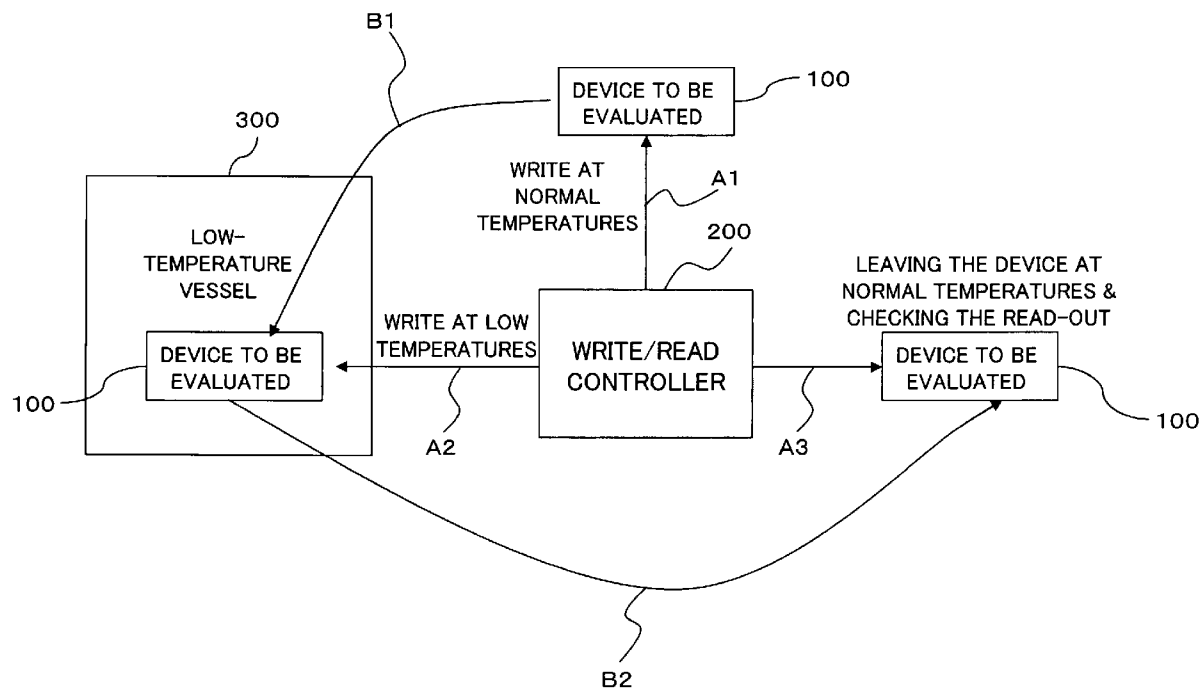 B1
DEVICE TO BE
EVALUATED
100
300
WRITE AT
NORMAL
TEMPERATURES
A1
200
LOW-
TEMPERATURE
VESSEL
LEAVING THE DEVICE AT
NORMAL TEMPERATURES &
CHECKING THE READ-OUT
WRITE AT LOW
TEMPERATURES
DEVICE TO BE
EVALUATED
100
WRITE/READ
CONTROLLER
DEVICE TO BE
EVALUATED
100
A2
A3
B2